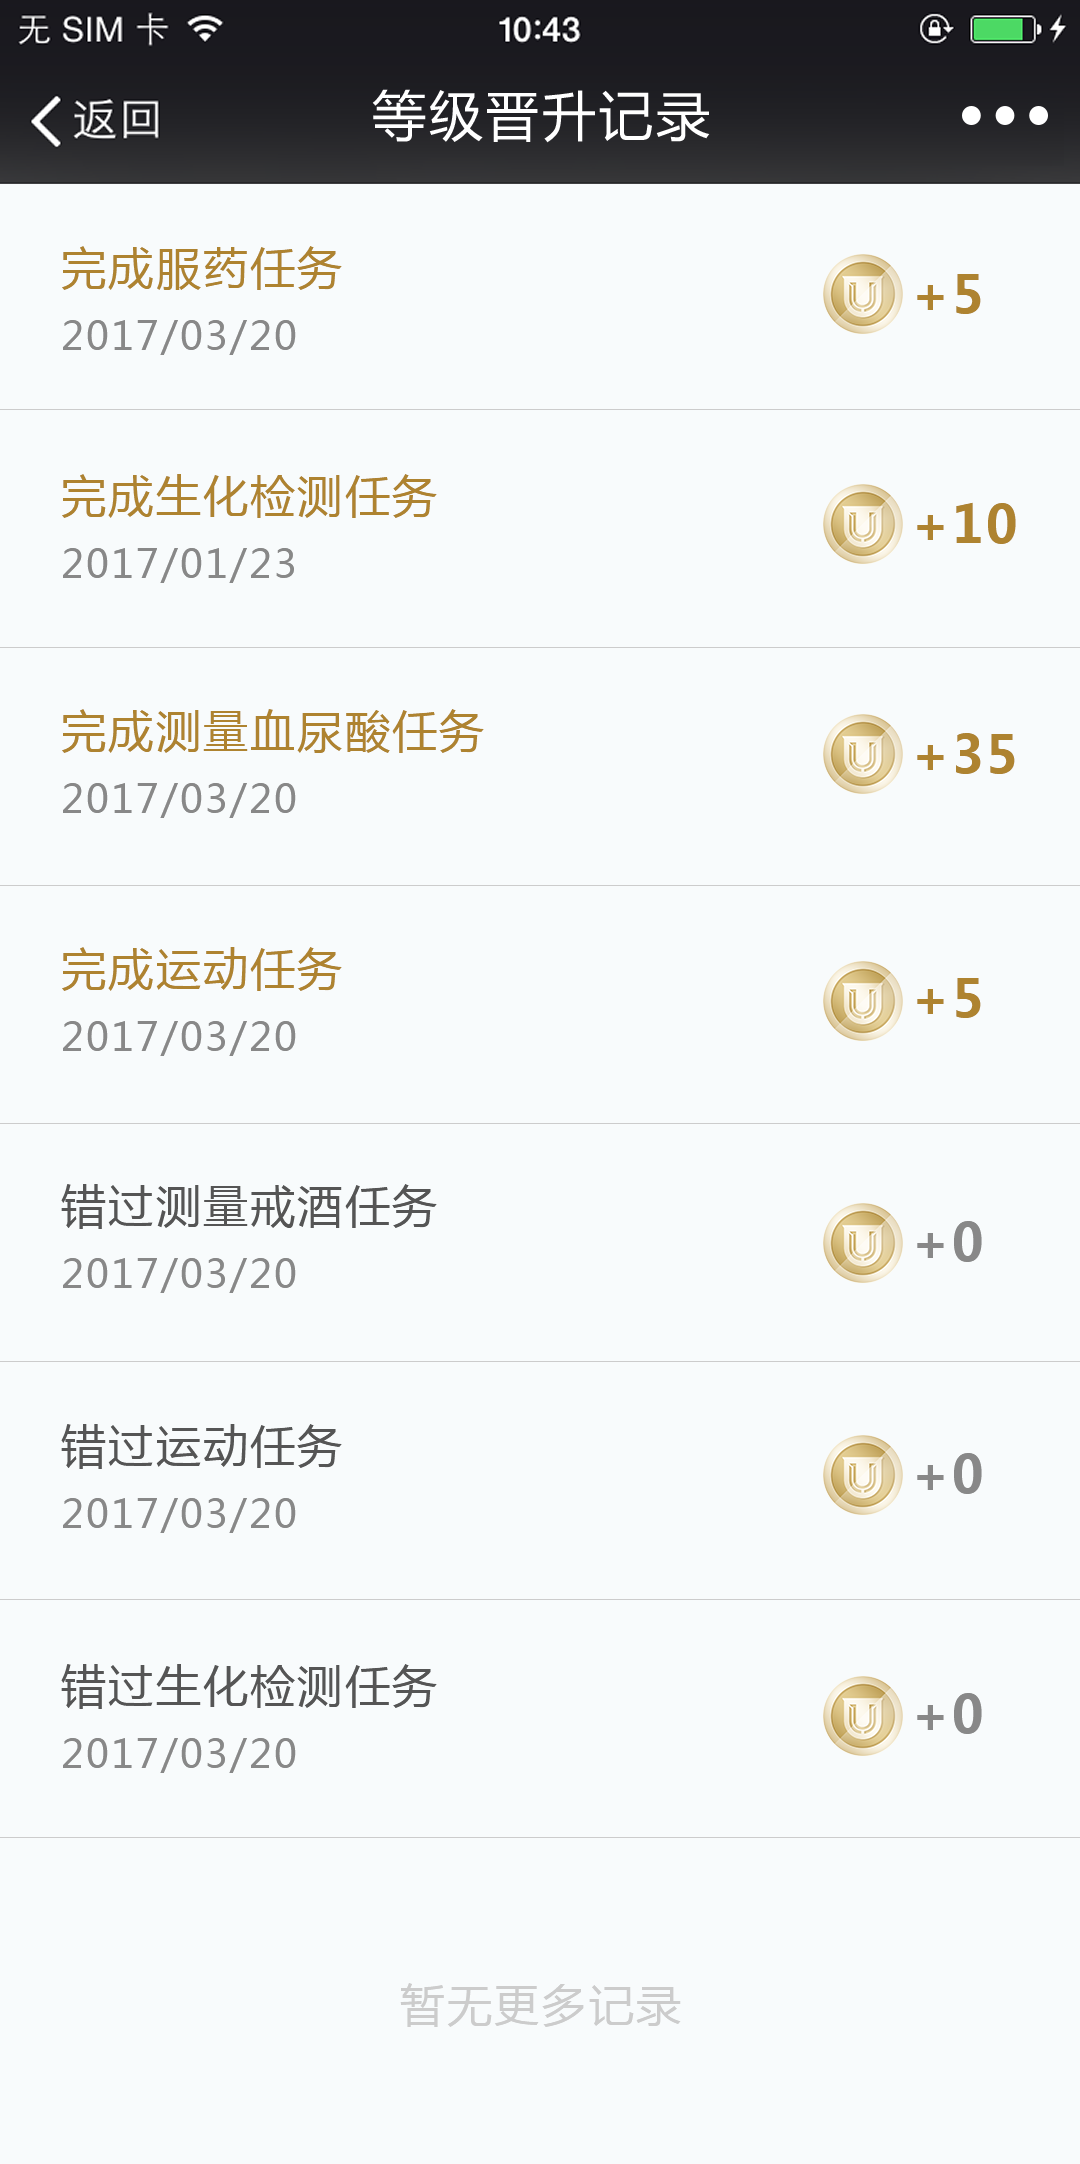 无 SIM 卡
10:43
返回
等级晋升记录
完成服药任务
2017/03/20
U +5
完成生化检测任务
2017/01/23
U +10
完成测量血尿酸任务
2017/03/20
U +35
完成运动任务
2017/03/20
U +5
错过测量戒酒任务
2017/03/20
U +0
错过运动任务
2017/03/20
U +0
错过生化检测任务
2017/03/20
U +0
暂无更多记录